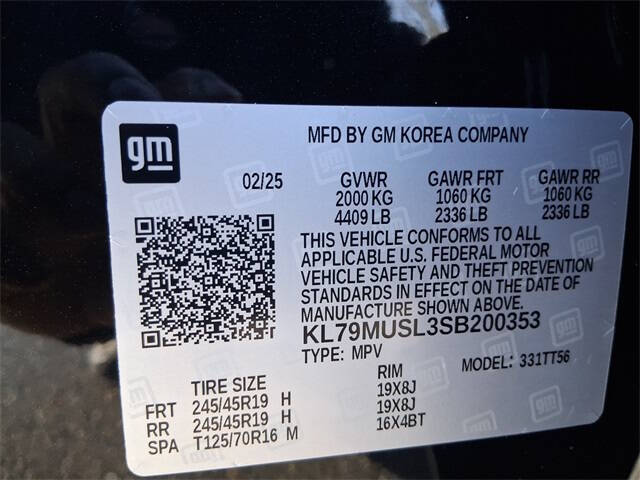 gm
MFD BY GM KOREA COMPANY
02/25 GVWR GAWR FRT GAWR RR
2000 KG 1060 KG 1060 KG
4409 LB 2336 LB 2336 LB
THIS VEHICLE CONFORMS TO ALL
APPLICABLE U.S. FEDERAL MOTOR
VEHICLE SAFETY AND THEFT PREVENTION
STANDARDS IN EFFECT ON THE DATE OF
MANUFACTURE SHOWN ABOVE.
KL79MUSL3SB200353
TYPE: MPV MODEL: 331TT56
TIRE SIZE RIM
FRT 245/45R19 H 19X8J
RR 245/45R19 H 19X8J
SPA T125/70R16 M 16X4BT